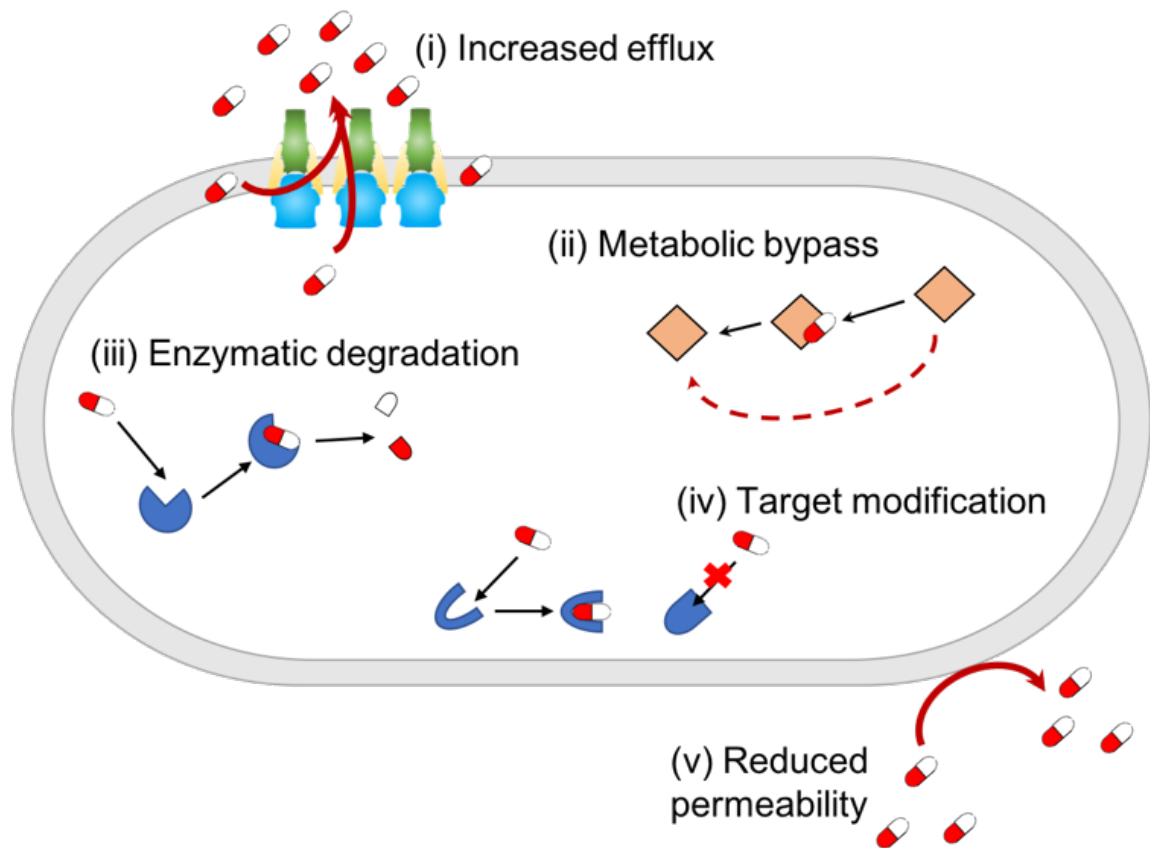 (i) Increased efflux
(ii) Metabolic bypass
(iii) Enzymatic degradation
(iv) Target modification
(v) Reduced
permeability